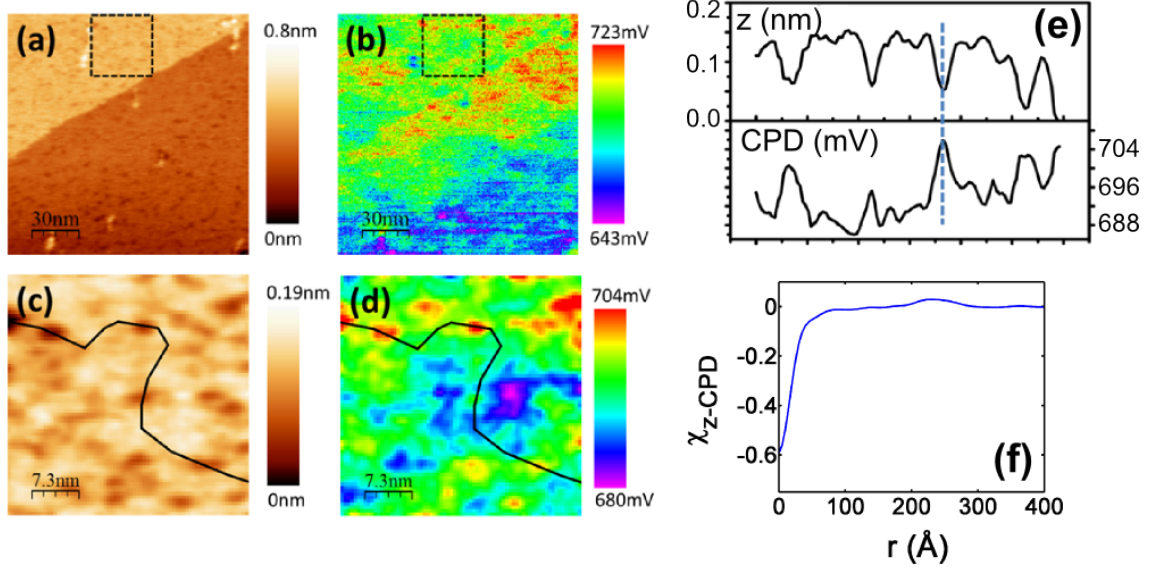 (a)
0.8nm
30nm
0nm
(b)
723mV
30nm
643mV
(c)
0.19nm
7.3nm
0nm
(d)
704mV
7.3nm
680mV
0.2
z (nm)
(e)
0.1
0.0
CPD (mV)
704
696
688
0
-0.2
-0.4
-0.6
χz-CPD
(f)
0 100 200 300 400
r (Å)